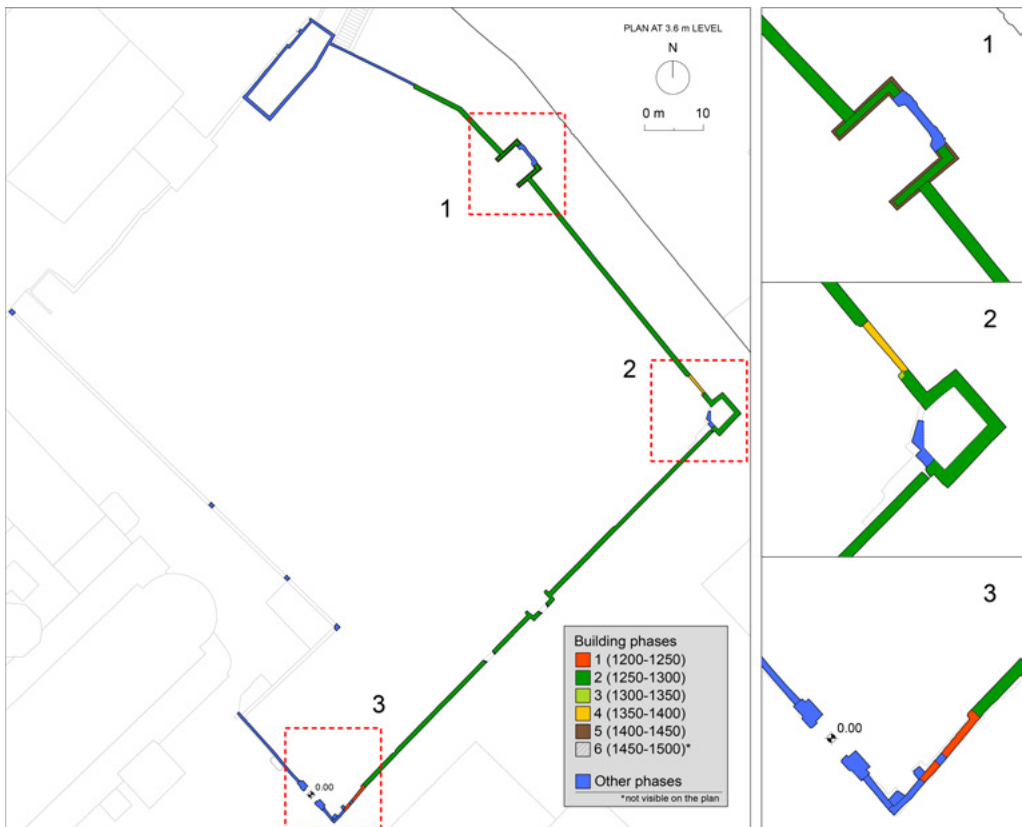 PLAN AT 3.6 m LEVEL
N
0 m 10
1
2
3
0.00
Building phases
1 (1200-1250)
2 (1250-1300)
3 (1300-1350)
4 (1350-1400)
5 (1400-1450)
6 (1450-1500)*
Other phases
*not visible on the plan
1
2
3
0.00